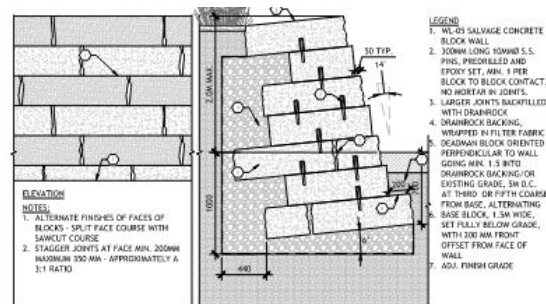 LEGEND
1. WL-05 SALVAGE CONCRETE
BLOCK WALL
2. 300MM LONG 10MMØ S.S.
PINS, PREDRILLED AND
EPOXY SET, MIN. 1 PER
BLOCK TO BLOCK CONTACT.
NO MORTAR IN JOINTS.
3. LARGER JOINTS BACKFILLED
WITH DRAINROCK
4. DRAINROCK BACKING,
WRAPPED IN FILTER FABRIC
5. DEADMAN BLOCK ORIENTED
PERPENDICULAR TO WALL
GOING MIN. 1.5 INTO
DRAINROCK BACKING/OR
EXISTING GRADE, 5M O.C.
AT THIRD OR FIFTH COARSE
FROM BASE, ALTERNATING
6. BASE BLOCK, 1.5M WIDE,
SET FULLY BELOW GRADE,
WITH 200 MM FRONT
OFFSET FROM FACE OF
WALL
7. ADJ. FINISH GRADE
50 TYP.
14°
2.0M MAX
1000
200
6°
440
ELEVATION
NOTES:
1. ALTERNATE FINISHES OF FACES OF
BLOCKS - SPLIT FACE COURSE WITH
SAWCUT COURSE
2. STAGGER JOINTS AT FACE MIN. 200MM
MAXIMUM 350 MM - APPROXIMATELY A
3:1 RATIO